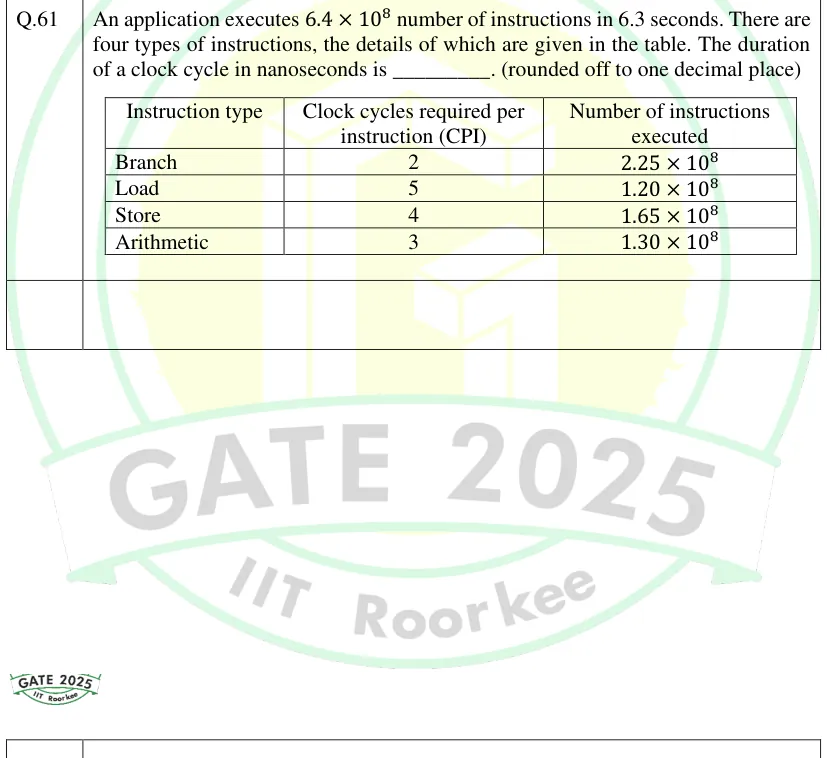 Q.61
An application executes 6.4 × 10⁸ number of instructions in 6.3 seconds. There are
four types of instructions, the details of which are given in the table. The duration
of a clock cycle in nanoseconds is __________. (rounded off to one decimal place)
Instruction type	Clock cycles required per instruction (CPI)	Number of instructions executed
Branch	2	2.25 × 10⁸
Load	5	1.20 × 10⁸
Store	4	1.65 × 10⁸
Arithmetic	3	1.30 × 10⁸
GATE 2025
IIT Roorkee
GATE 2025
IIT Roorkee